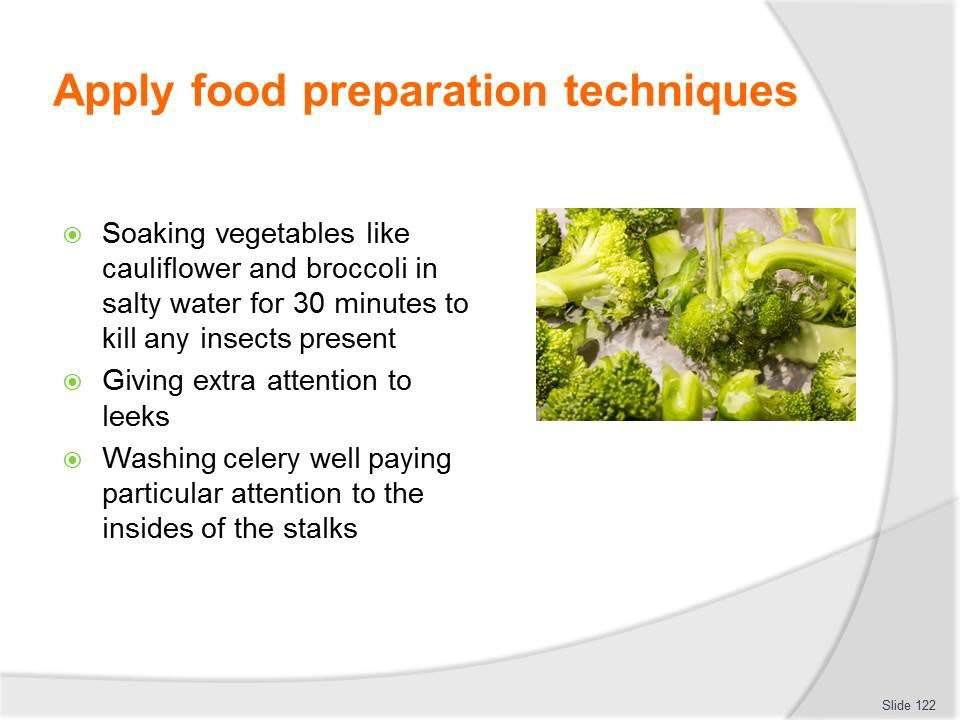 Apply food preparation techniques
Soaking vegetables like
cauliflower and broccoli in
salty water for 30 minutes to
kill any insects present
Giving extra attention to
leeks
Washing celery well paying
particular attention to the
insides of the stalks
Slide 122